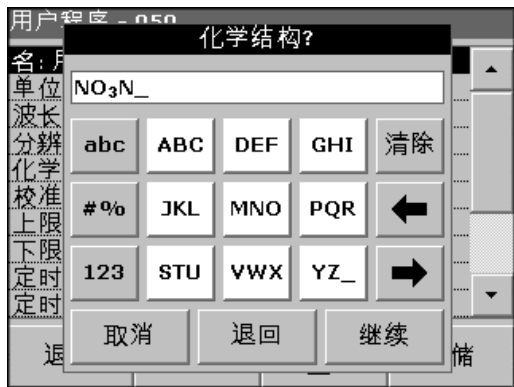 用户程序 - 050
化学结构?
名: 用
单位
NO₃N_
波长
分辨
化学
校准
上限
下限
定时
定时
abc ABC DEF GHI 清除
#% JKL MNO PQR ⬅
123 STU VWX YZ_ ➡
取消 退回 继续
退 储